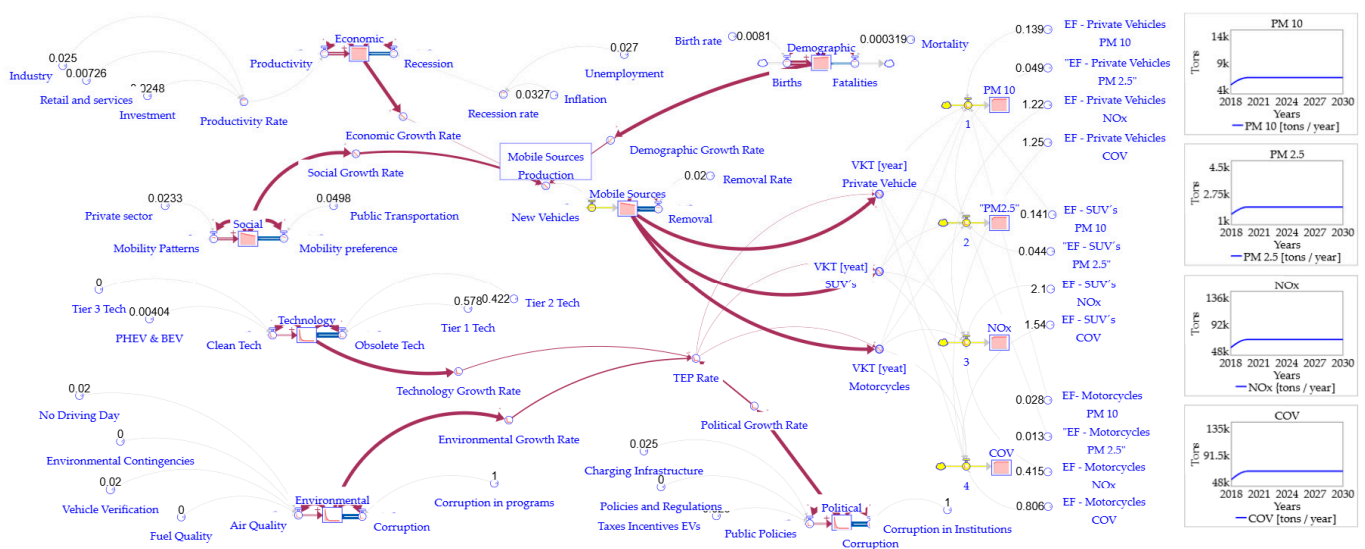 0.025
Industry
0.00726
Retail and services
0.0248
Investment
Productivity Rate
Economic
Productivity
Recession
0.027
Unemployment
0.0327
Inflation
Recession rate
Economic Growth Rate
Birth rate
0.0081
Demographic
0.000319
Mortality
Births
Fatalities
Demographic Growth Rate
Mobile Sources
Production
Social Growth Rate
0.0233
Private sector
Social
0.0498
Public Transportation
Mobility Patterns
Mobility preference
Mobile Sources
New Vehicles
Removal
0.02
Removal Rate
VKT [year]
Private Vehicle
VKT [yeat]
SUV´s
VKT [yeat]
Motorcycles
0
Tier 3 Tech
0.00404
PHEV & BEV
Technology
Clean Tech
Obsolete Tech
0.578
Tier 1 Tech
0.422
Tier 2 Tech
Technology Growth Rate
TEP Rate
0.02
No Driving Day
0
Environmental Contingencies
0.02
Vehicle Verification
0
Fuel Quality
Environmental
Air Quality
Corruption
1
Corruption in programs
Environmental Growth Rate
Political Growth Rate
0.025
Charging Infrastructure
0
Policies and Regulations
Taxes Incentives EVs
Public Policies
Political
Corruption
1
Corruption in Institutions
PM 10
1
"PM2.5"
2
NOx
3
COV
4
0.139
EF - Private Vehicles
PM 10
0.049
"EF - Private Vehicles
PM 2.5"
1.22
EF - Private Vehicles
NOx
1.25
EF - Private Vehicles
COV
0.141
EF - SUV´s
PM 10
0.044
"EF - SUV´s
PM 2.5"
2.1
EF - SUV´s
NOx
1.54
EF - SUV´s
COV
0.028
EF- Motorcycles
PM 10
0.013
"EF - Motorcycles
PM 2.5"
0.415
EF - Motorcycles
NOx
0.806
EF - Motorcycles
COV
PM 10
14k
9k
4k
Tons
2018 2021 2024 2027 2030
Years
PM 10 [tons / year]
PM 2.5
4.5k
2.75k
1k
Tons
2018 2021 2024 2027 2030
Years
PM 2.5 [tons / year]
NOx
136k
92k
48k
Tons
2018 2021 2024 2027 2030
Years
NOx [tons / year]
COV
135k
91.5k
48k
Tons
2018 2021 2024 2027 2030
Years
COV [tons / year]